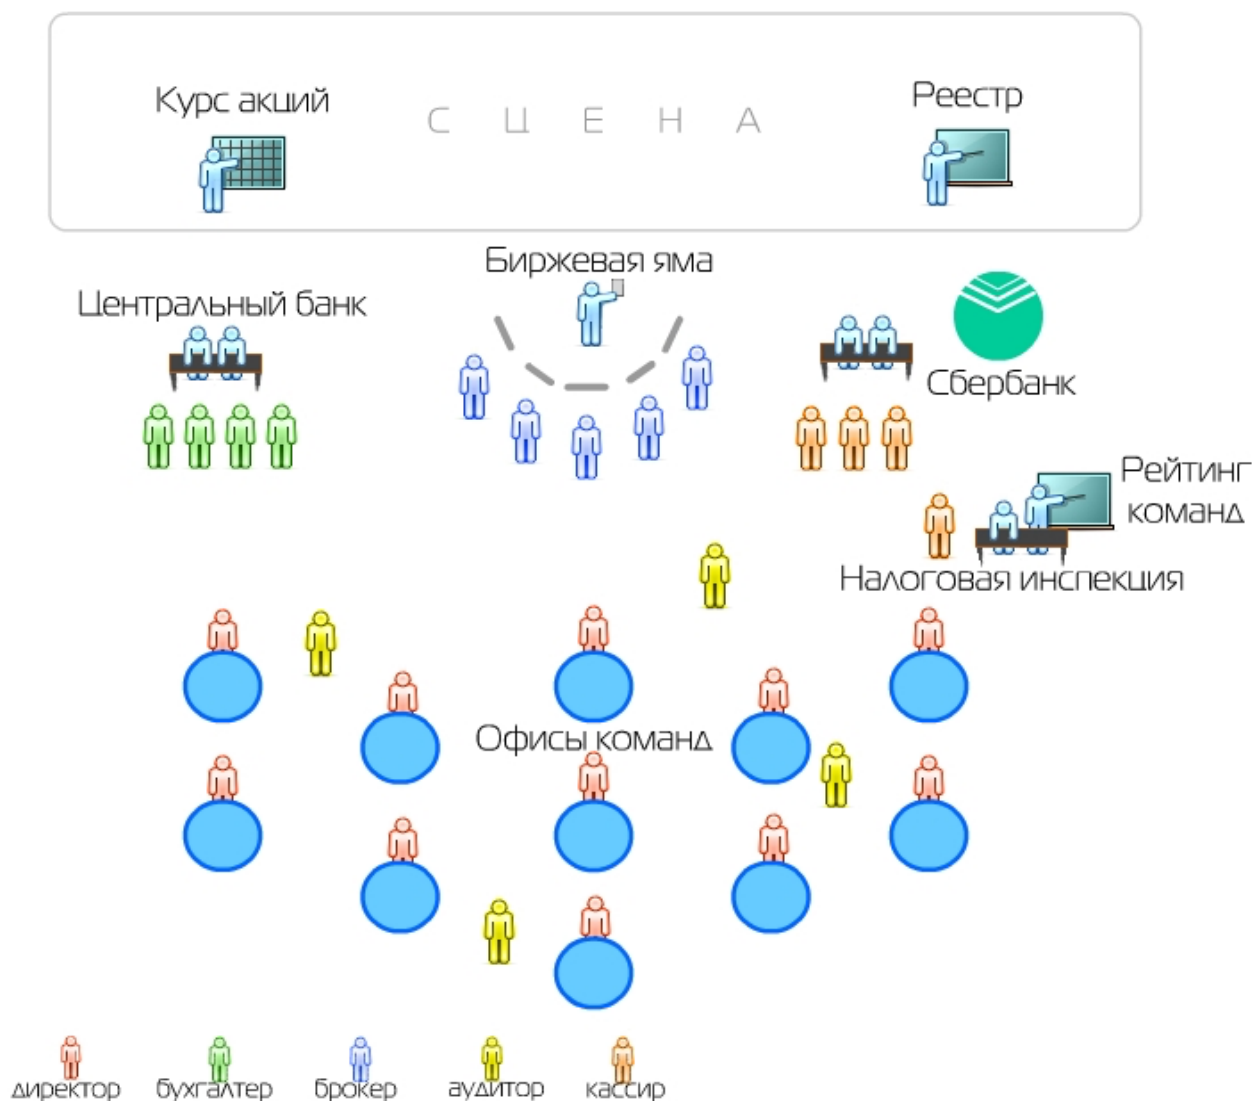 Курс акций
С Ц Е Н А
Реестр
Биржевая яма
Центральный банк
Сбербанк
Рейтинг
команд
Налоговая инспекция
Офисы команд
директор
бухгалтер
брокер
аудитор
кассир